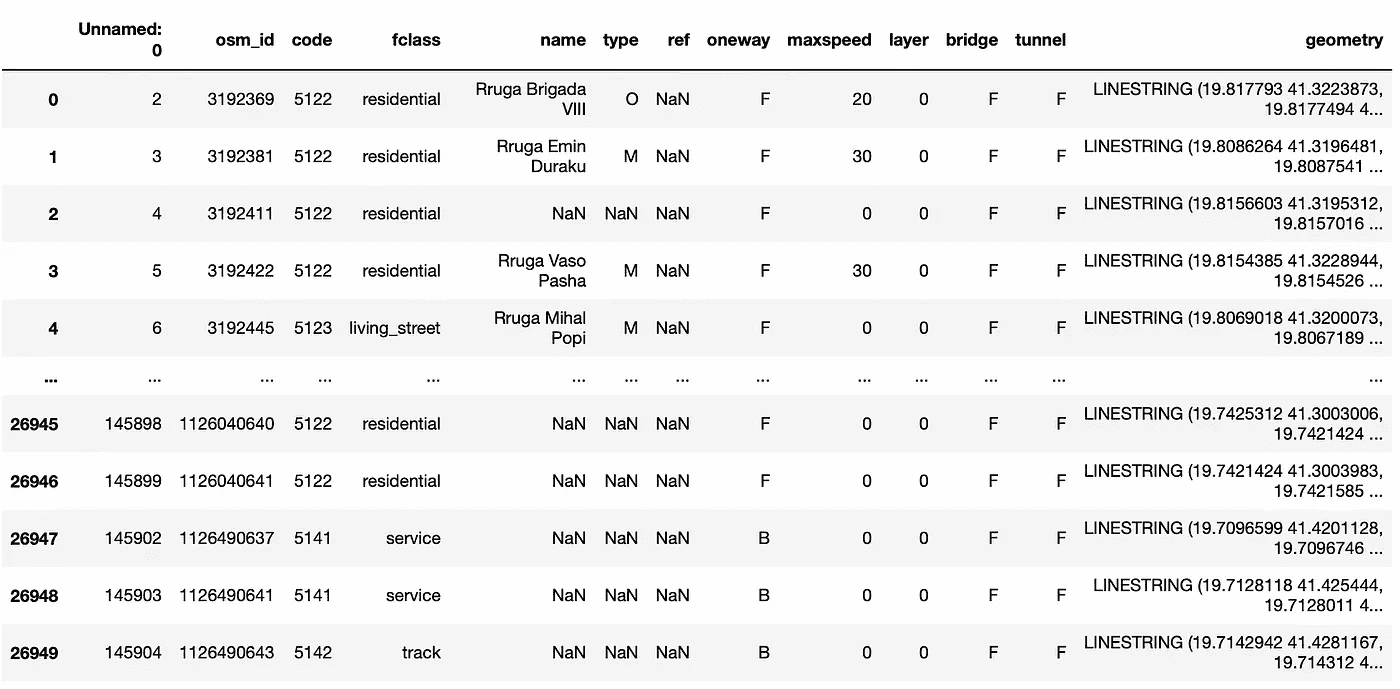 Unnamed: 0 osm_id code fclass name type ref oneway maxspeed layer bridge tunnel geometry
0 2 3192369 5122 residential Rruga Brigada VIII O NaN F 20 0 F F LINESTRING (19.817793 41.3223873, 19.8177494 4...
1 3 3192381 5122 residential Rruga Emin Duraku M NaN F 30 0 F F LINESTRING (19.8086264 41.3196481, 19.8087541 ...
2 4 3192411 5122 residential NaN NaN NaN F 0 0 F F LINESTRING (19.8156603 41.3195312, 19.8157016 ...
3 5 3192422 5122 residential Rruga Vaso Pasha M NaN F 30 0 F F LINESTRING (19.8154385 41.3228944, 19.8154526 ...
4 6 3192445 5123 living_street Rruga Mihal Popi M NaN F 0 0 F F LINESTRING (19.8069018 41.3200073, 19.8067189 ...
... ... ... ... ... ... ... ... ... ... ... ... ... ...
26945 145898 1126040640 5122 residential NaN NaN NaN F 0 0 F F LINESTRING (19.7425312 41.3003006, 19.7421424 ...
26946 145899 1126040641 5122 residential NaN NaN NaN F 0 0 F F LINESTRING (19.7421424 41.3003983, 19.7421585 ...
26947 145902 1126490637 5141 service NaN NaN NaN B 0 0 F F LINESTRING (19.7096599 41.4201128, 19.7096746 ...
26948 145903 1126490641 5141 service NaN NaN NaN B 0 0 F F LINESTRING (19.7128118 41.425444, 19.7128011 4...
26949 145904 1126490643 5142 track NaN NaN NaN B 0 0 F F LINESTRING (19.7142942 41.4281167, 19.714312 4...